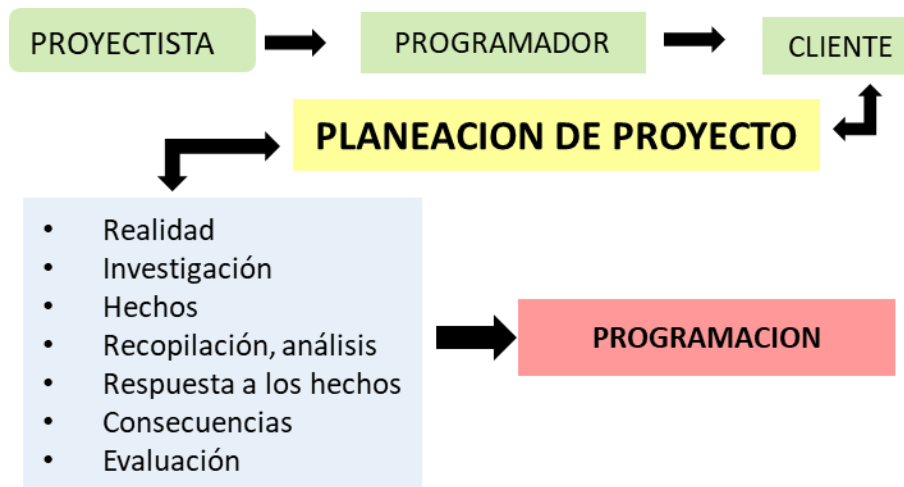 PROYECTISTA
PROGRAMADOR
CLIENTE
PLANEACION DE PROYECTO
• Realidad
• Investigación
• Hechos
• Recopilación, análisis
• Respuesta a los hechos
• Consecuencias
• Evaluación
PROGRAMACION